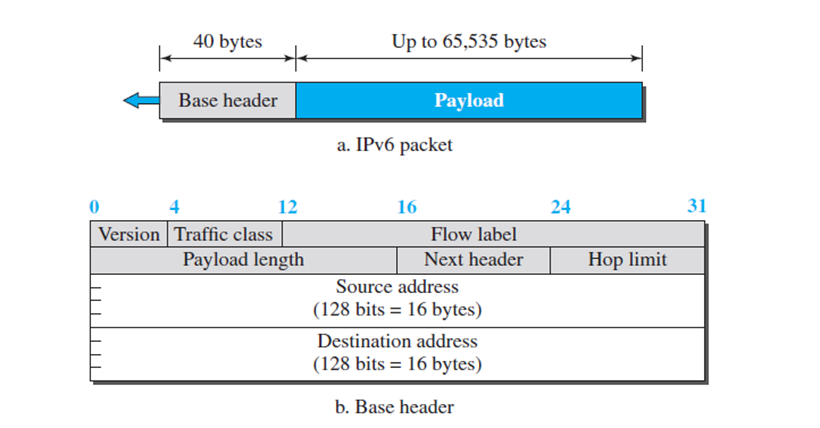 40 bytes Up to 65,535 bytes
Base header Payload
a. IPv6 packet
0 4 12 16 24 31
Version Traffic class Flow label
Payload length Next header Hop limit
Source address
(128 bits = 16 bytes)
Destination address
(128 bits = 16 bytes)
b. Base header